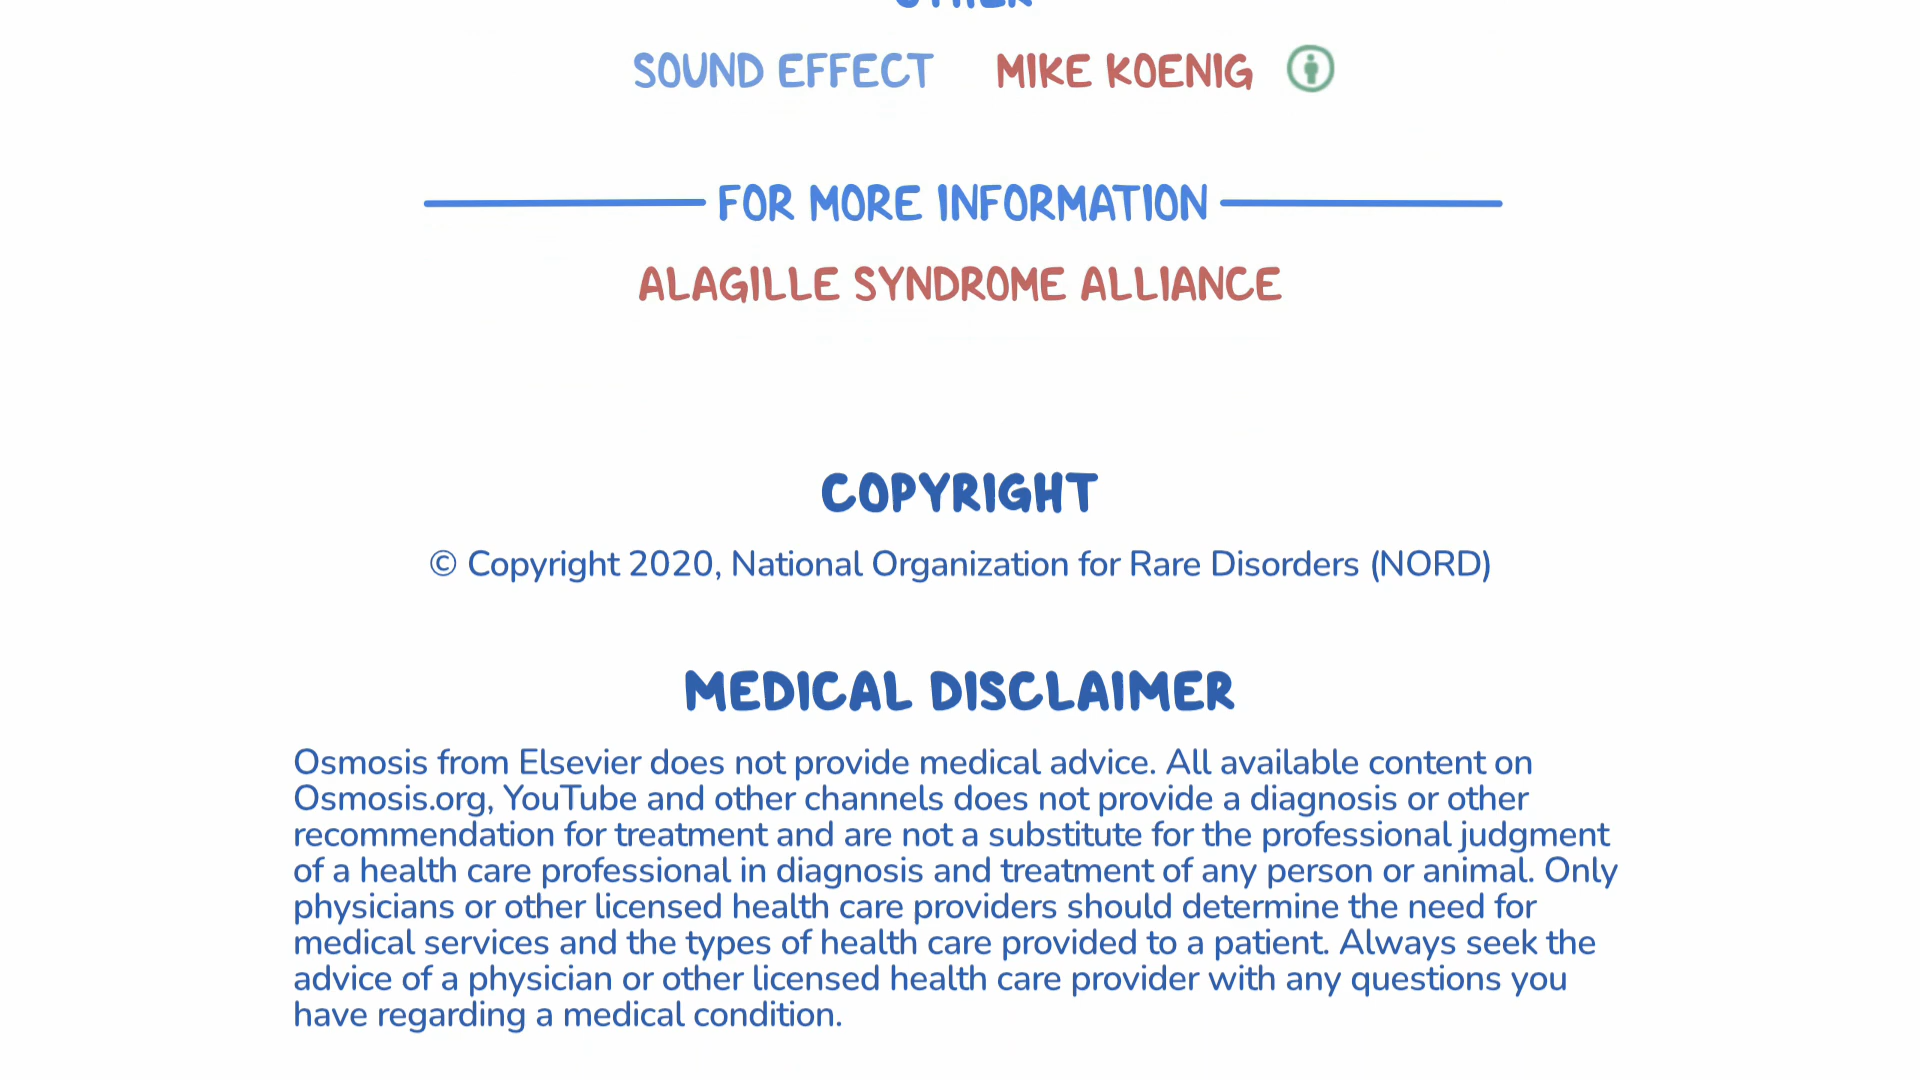 OTHER
SOUND EFFECT MIKE KOENIG
FOR MORE INFORMATION
ALAGILLE SYNDROME ALLIANCE
COPYRIGHT
© Copyright 2020, National Organization for Rare Disorders (NORD)
MEDICAL DISCLAIMER
Osmosis from Elsevier does not provide medical advice. All available content on
Osmosis.org, YouTube and other channels does not provide a diagnosis or other
recommendation for treatment and are not a substitute for the professional judgment
of a health care professional in diagnosis and treatment of any person or animal. Only
physicians or other licensed health care providers should determine the need for
medical services and the types of health care provided to a patient. Always seek the
advice of a physician or other licensed health care provider with any questions you
have regarding a medical condition.